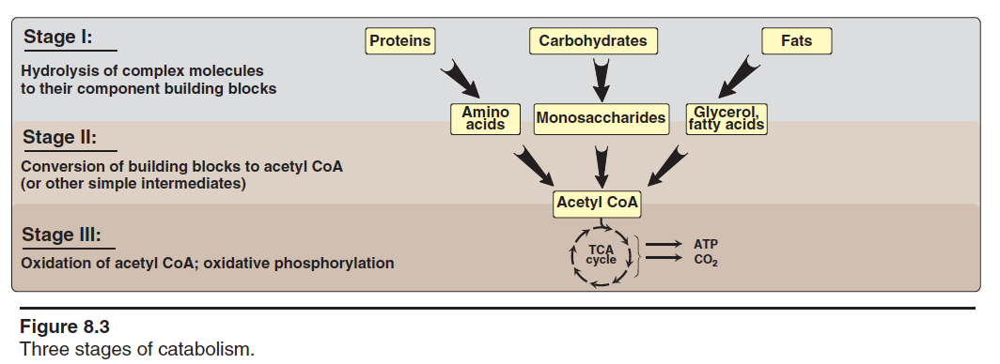 Stage I:
Proteins
Carbohydrates
Fats
Hydrolysis of complex molecules
to their component building blocks
Amino
acids
Monosaccharides
Glycerol,
fatty acids
Stage II:
Conversion of building blocks to acetyl CoA
(or other simple intermediates)
Acetyl CoA
Stage III:
Oxidation of acetyl CoA; oxidative phosphorylation
TCA
cycle
ATP
CO₂
Figure 8.3
Three stages of catabolism.